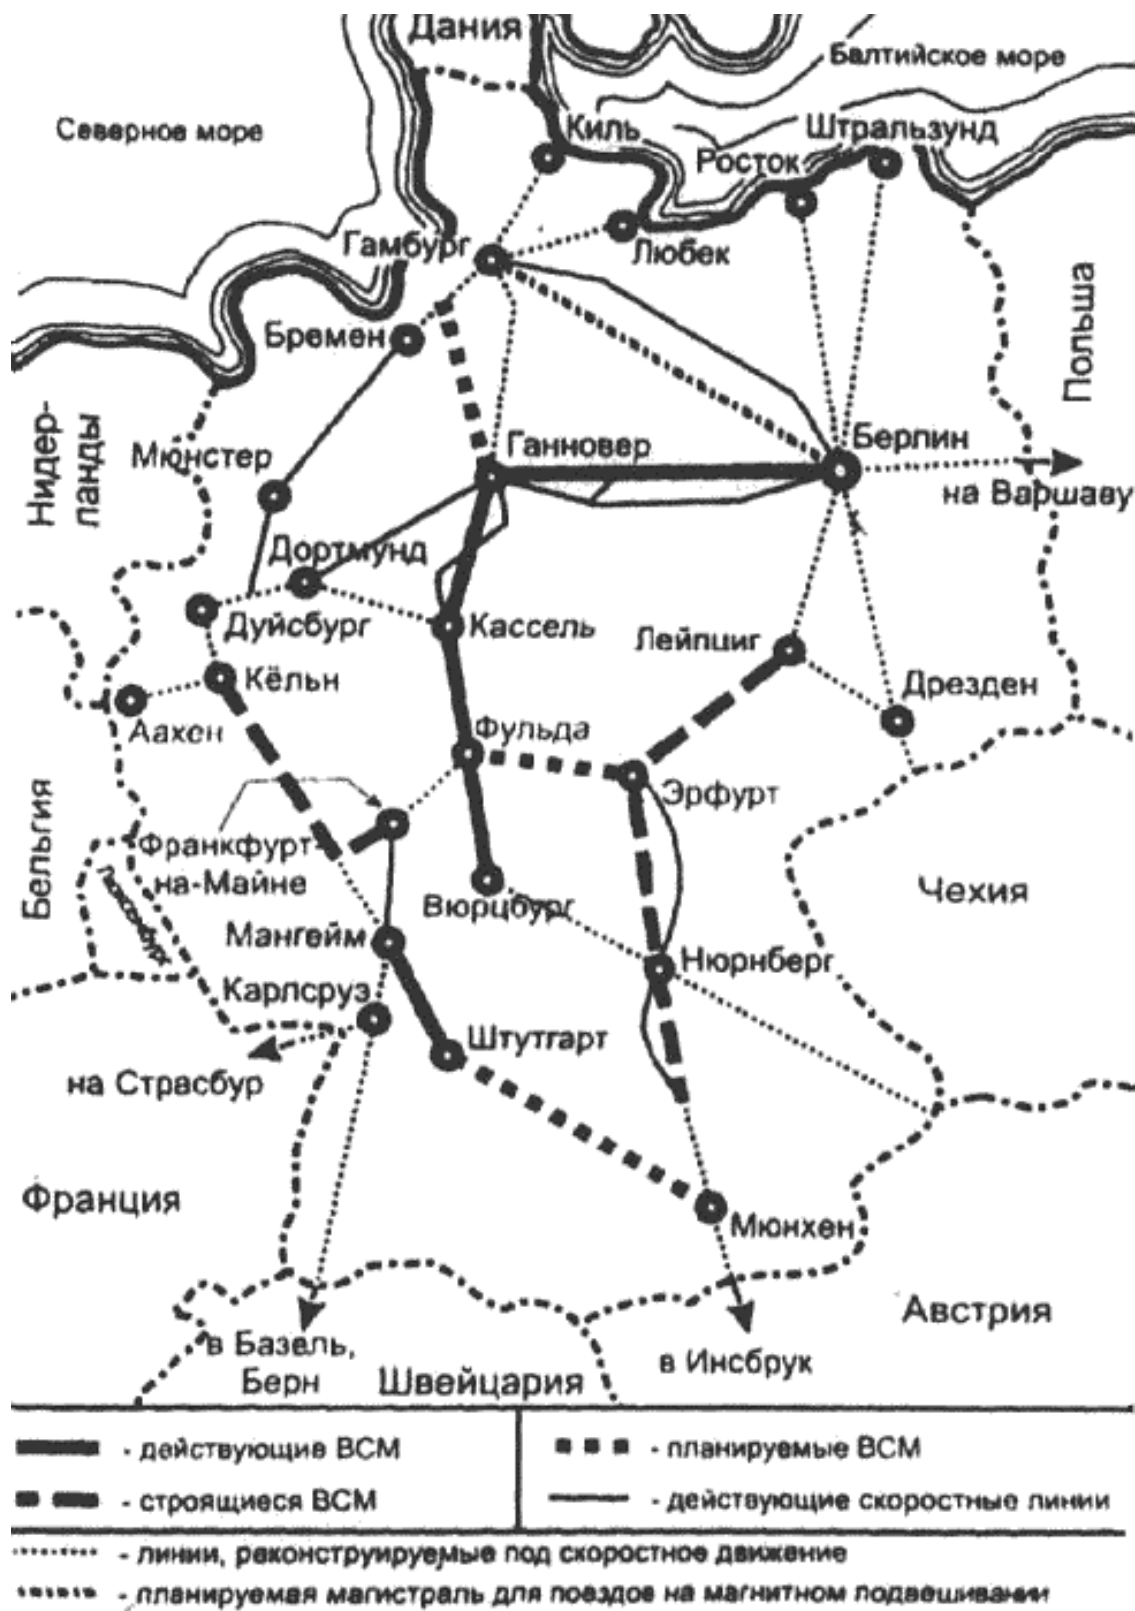 Дания
Балтийское море
Северное море
Киль
Штральзунд
Росток
Гамбург
Любек
Бремен
Польша
Нидер-
ланды
Мюнстер
Ганновер
Берлин
на Варшаву
Дортмунд
Дуйсбург
Кассель
Лейпциг
Кёльн
Дрезден
Аахен
Фульда
Эрфурт
Бельгия
Франкфурт-
на-Майне
Люксембург
Вюрцбург
Чехия
Мангейм
Нюрнберг
Карлсруэ
Штутгарт
на Страсбур
Франция
Мюнхен
Австрия
в Базель,
Берн
Швейцария
в Инсбрук
- действующие ВСМ
- планируемые ВСМ
- строящиеся ВСМ
- действующие скоростные линии
- линии, реконструируемые под скоростное движение
- планируемая магистраль для поездов на магнитном подвешивании